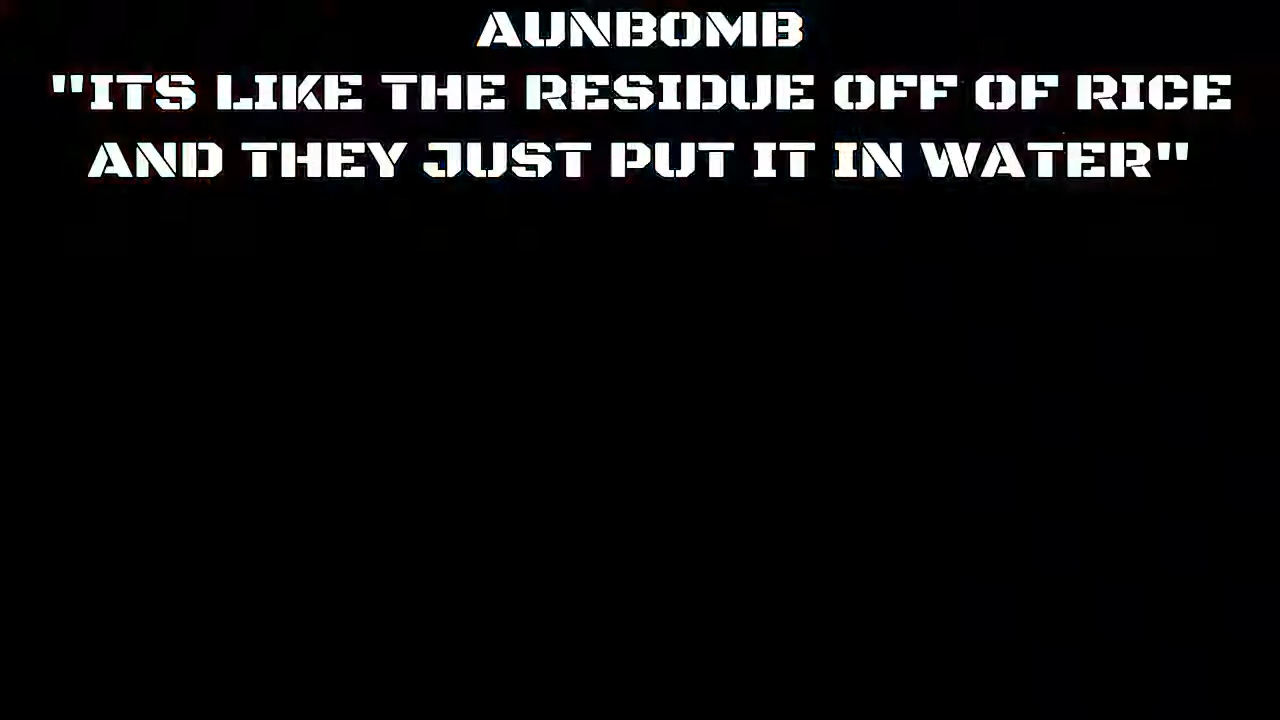 AUNBOMB
"ITS LIKE THE RESIDUE OFF OF RICE
AND THEY JUST PUT IT IN WATER"